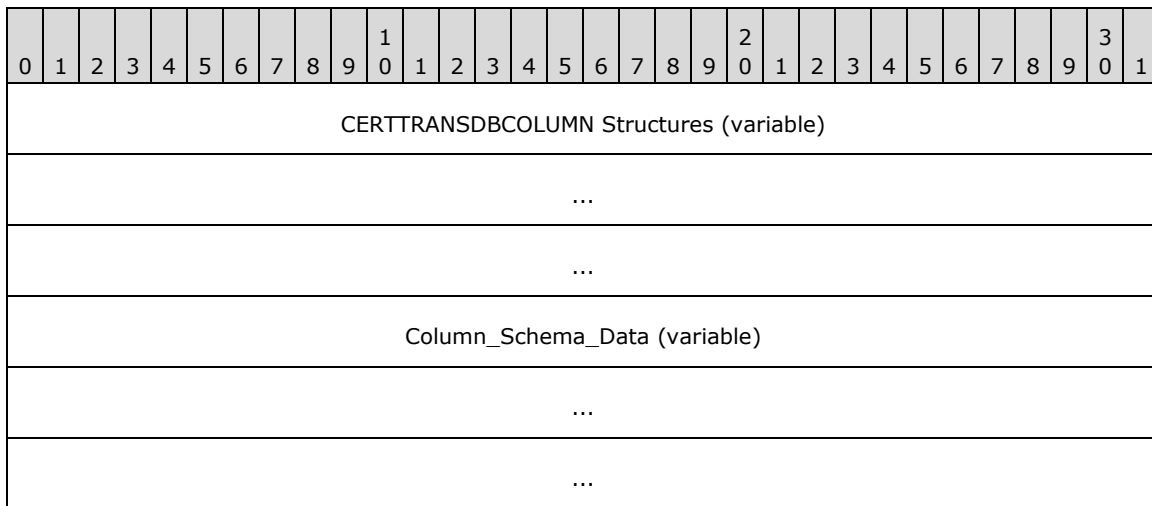 1 2 3
0 1 2 3 4 5 6 7 8 9 0 1 2 3 4 5 6 7 8 9 0 1 2 3 4 5 6 7 8 9 0 1
CERTTRANSDBCOLUMN Structures (variable)
...
...
Column_Schema_Data (variable)
...
...